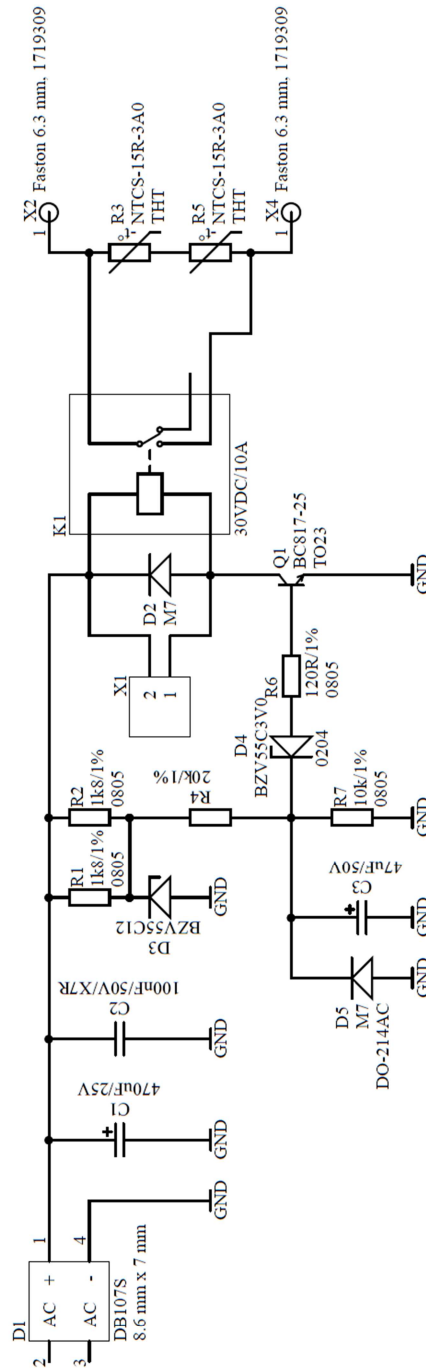 D1
2
AC +
1
3
AC -
4
DB107S
8.6 mm x 7 mm
GND
C1
470uF/25V
+
GND
C2
100nF/50V/X7R
GND
R1
1k8/1%
0805
R2
1k8/1%
0805
D3
BZV55C12
GND
R4
20k/1%
D5
M7
DO-214AC
GND
C3
47uF/50V
+
GND
R7
10k/1%
0805
GND
D4
BZV55C3V0
0204
R6
120R/1%
0805
X1
2
1
D2
M7
K1
30VDC/10A
Q1
BC817-25
TO23
GND
X2 Faston 6.3 mm, 1719309
1
R3
NTCS-15R-3A0
THT
-t°
R5
NTCS-15R-3A0
THT
-t°
X4 Faston 6.3 mm, 1719309
1